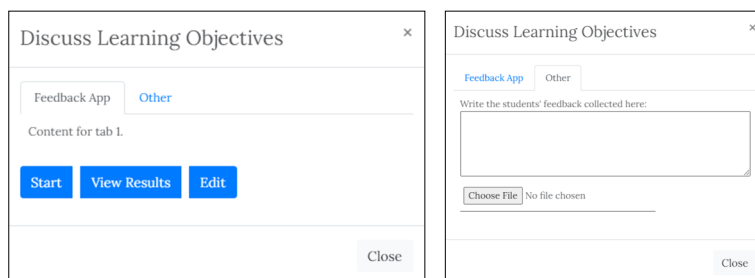 Discuss Learning Objectives ×
Feedback App Other
Content for tab 1.
Start View Results Edit
Close
Discuss Learning Objectives ×
Feedback App Other
Write the students' feedback collected here:
Choose File No file chosen
Close